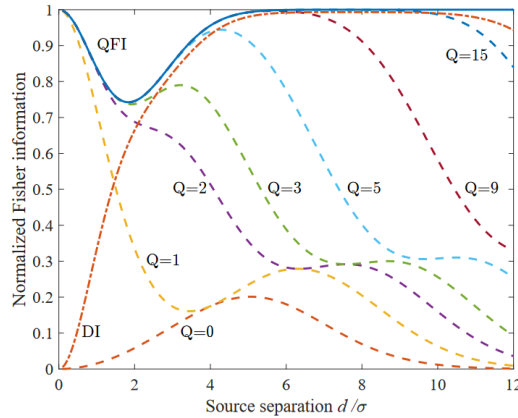 1
0.9
0.8
0.7
0.6
0.5
0.4
0.3
0.2
0.1
0
Normalized Fisher information
QFI
Q=15
Q=2
Q=3
Q=5
Q=9
Q=1
DI
Q=0
0 2 4 6 8 10 12
Source separation d/σ